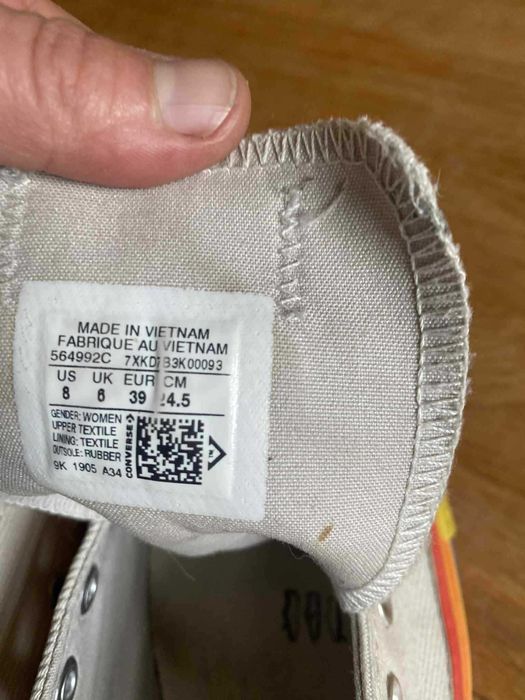 MADE IN VIETNAM
FABRIQUE AU VIETNAM
564992C 7XKD7B3K00093
US UK EUR CM
8 6 39 24.5
GENDER: WOMEN
UPPER TEXTILE
LINING: TEXTILE
OUTSOLE: RUBBER
9K 1905 A34
CONVERSE